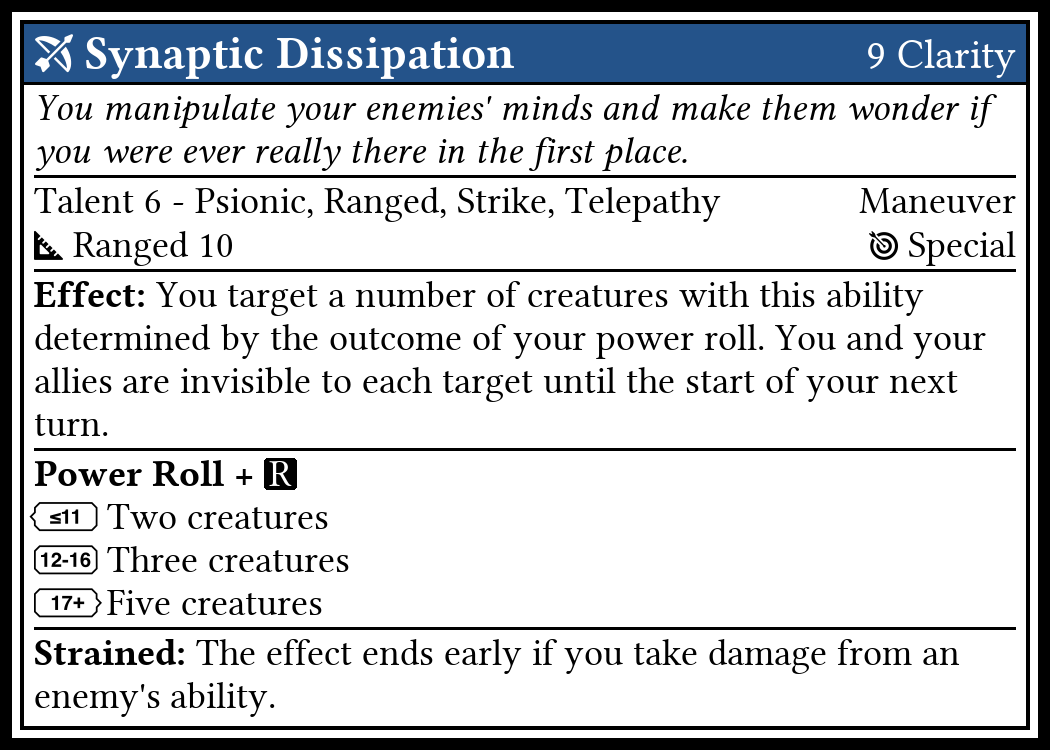 Synaptic Dissipation 9 Clarity
You manipulate your enemies' minds and make them wonder if
you were ever really there in the first place.
Talent 6 - Psionic, Ranged, Strike, Telepathy Maneuver
Ranged 10 Special
Effect: You target a number of creatures with this ability
determined by the outcome of your power roll. You and your
allies are invisible to each target until the start of your next
turn.
Power Roll + R
≤11 Two creatures
12-16 Three creatures
17+ Five creatures
Strained: The effect ends early if you take damage from an
enemy's ability.